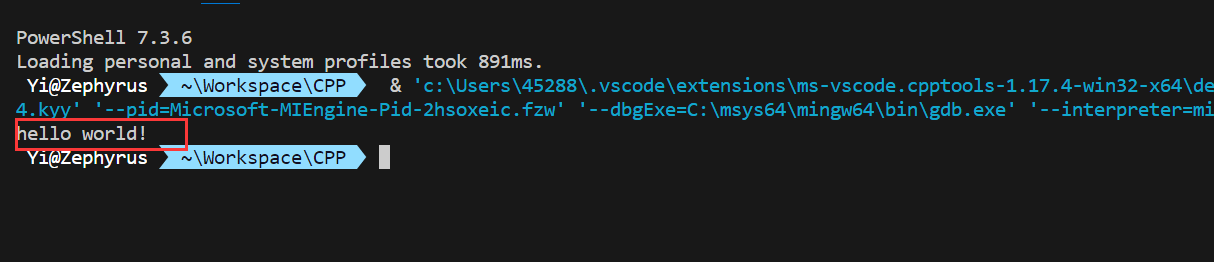 PowerShell 7.3.6
Loading personal and system profiles took 891ms.
Yi@Zephyrus ~\Workspace\CPP & 'c:\Users\45288\.vscode\extensions\ms-vscode.cpptools-1.17.4-win32-x64\de
4.kyy' '--pid=Microsoft-MIEngine-Pid-2hsoxeic.fzw' '--dbgExe=C:\msys64\mingw64\bin\gdb.exe' '--interpreter=mi
hello world!
Yi@Zephyrus ~\Workspace\CPP